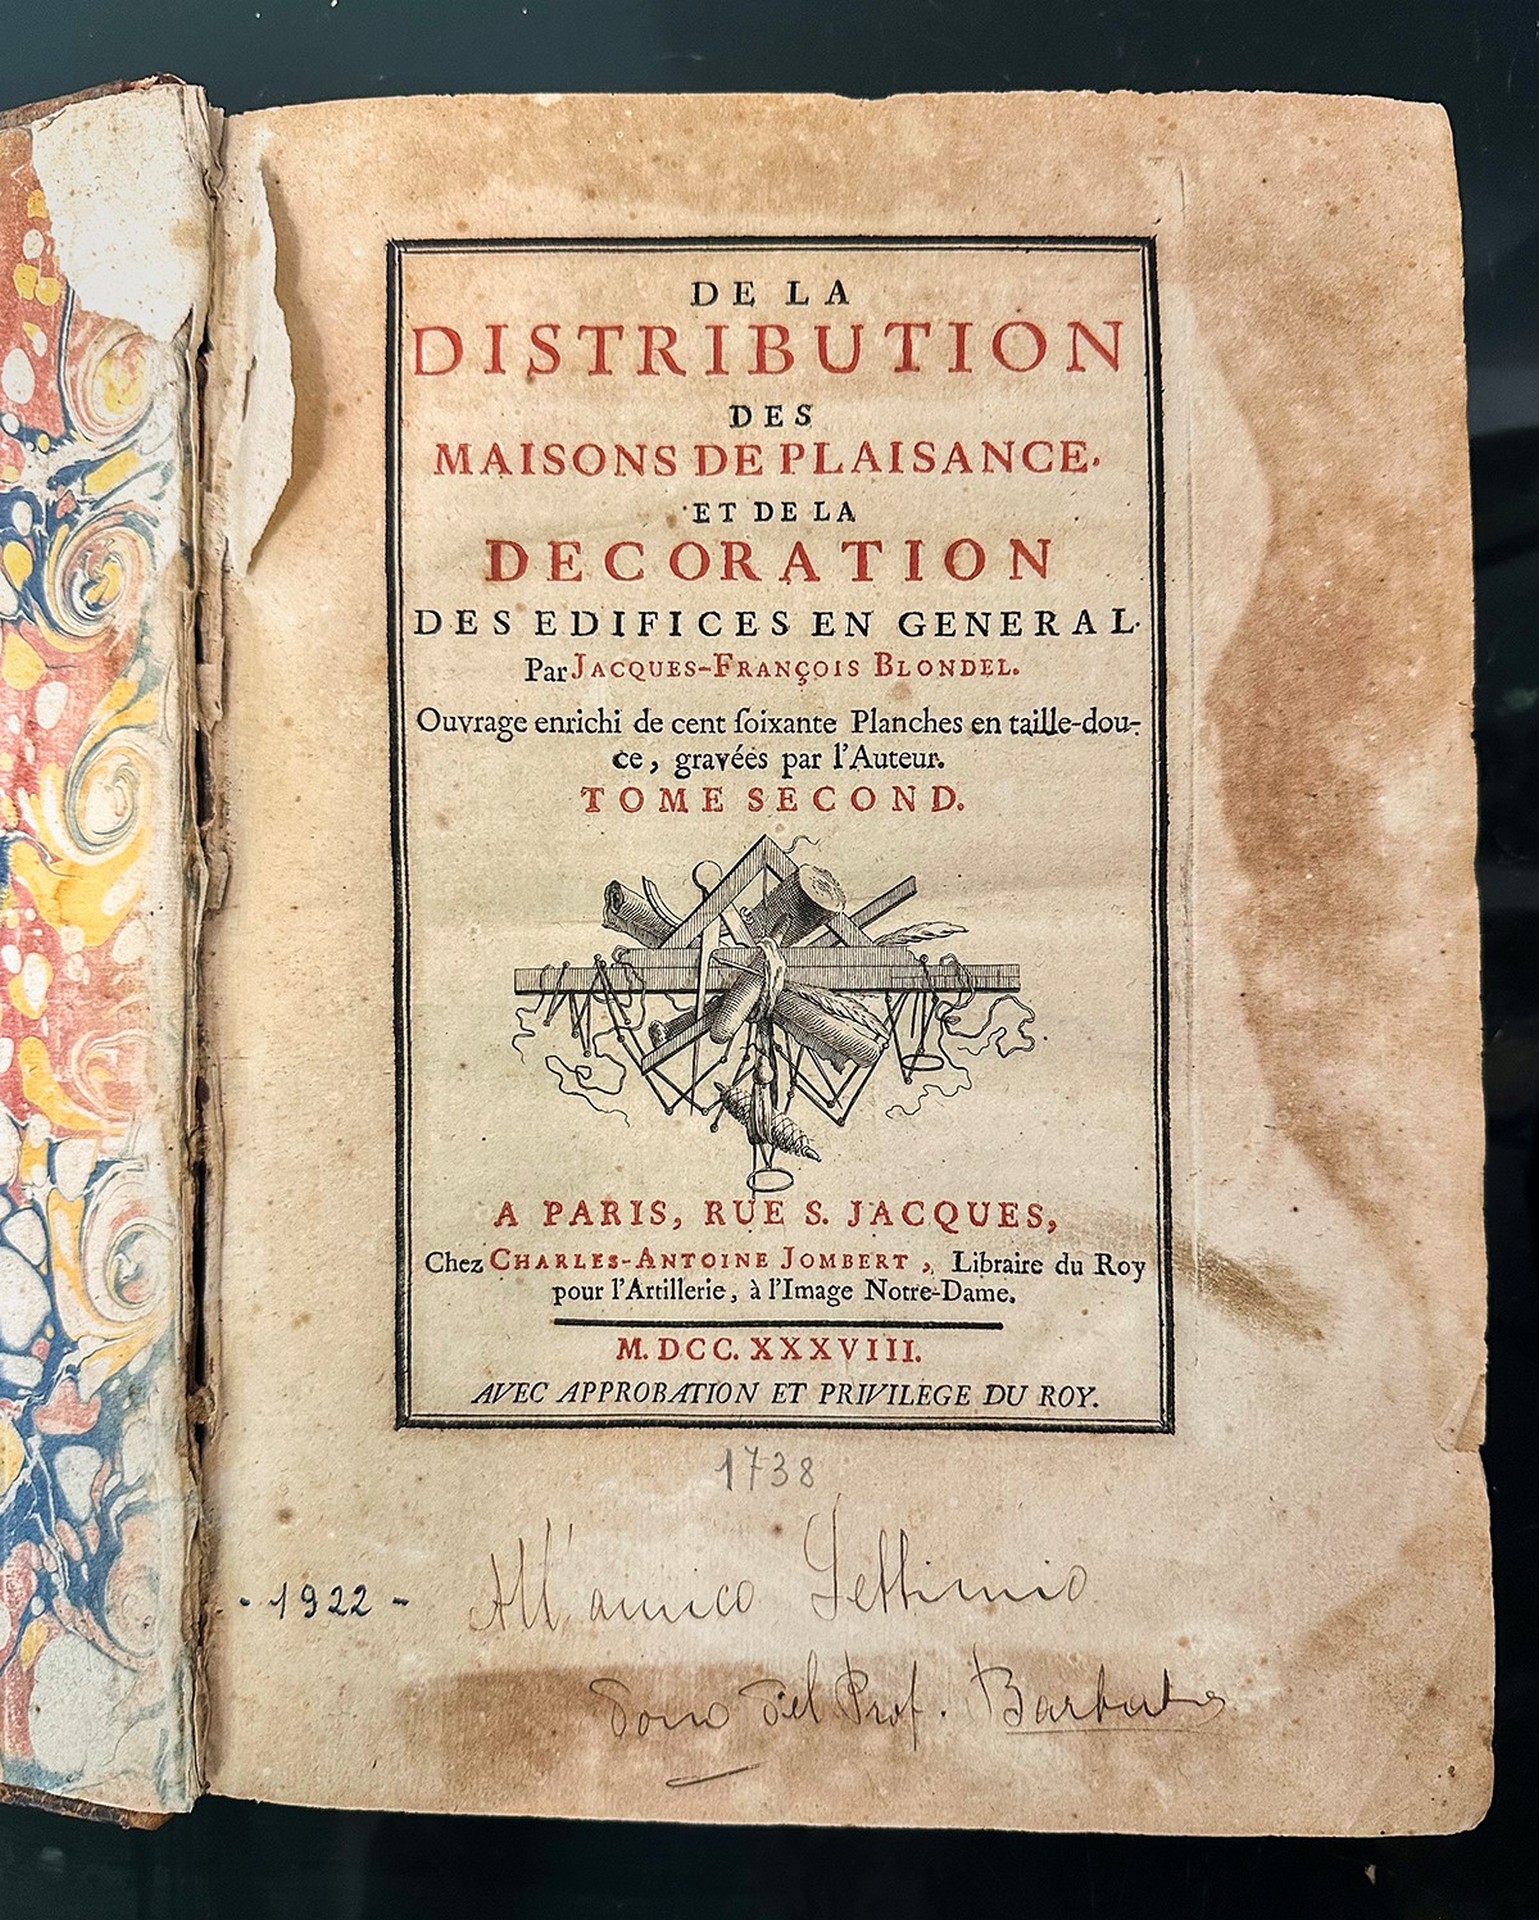 DE LA
DISTRIBUTION
DES
MAISONS DE PLAISANCE.
ET DE LA
DECORATION
DES EDIFICES EN GENERAL.
Par JACQUES-FRANÇOIS BLONDEL.
Ouvrage enrichi de cent ſoixante Planches en taille-dou-
ce, gravées par l'Auteur.
TOME SECOND.
A PARIS, RUE S. JACQUES,
Chez CHARLES-ANTOINE JOMBERT, Libraire du Roy
pour l'Artillerie, à l'Image Notre-Dame.
M. DCC. XXXVIII.
AVEC APPROBATION ET PRIVILEGE DU ROY.
1738
- 1922 - All'amico Settimio
dono del Prof.